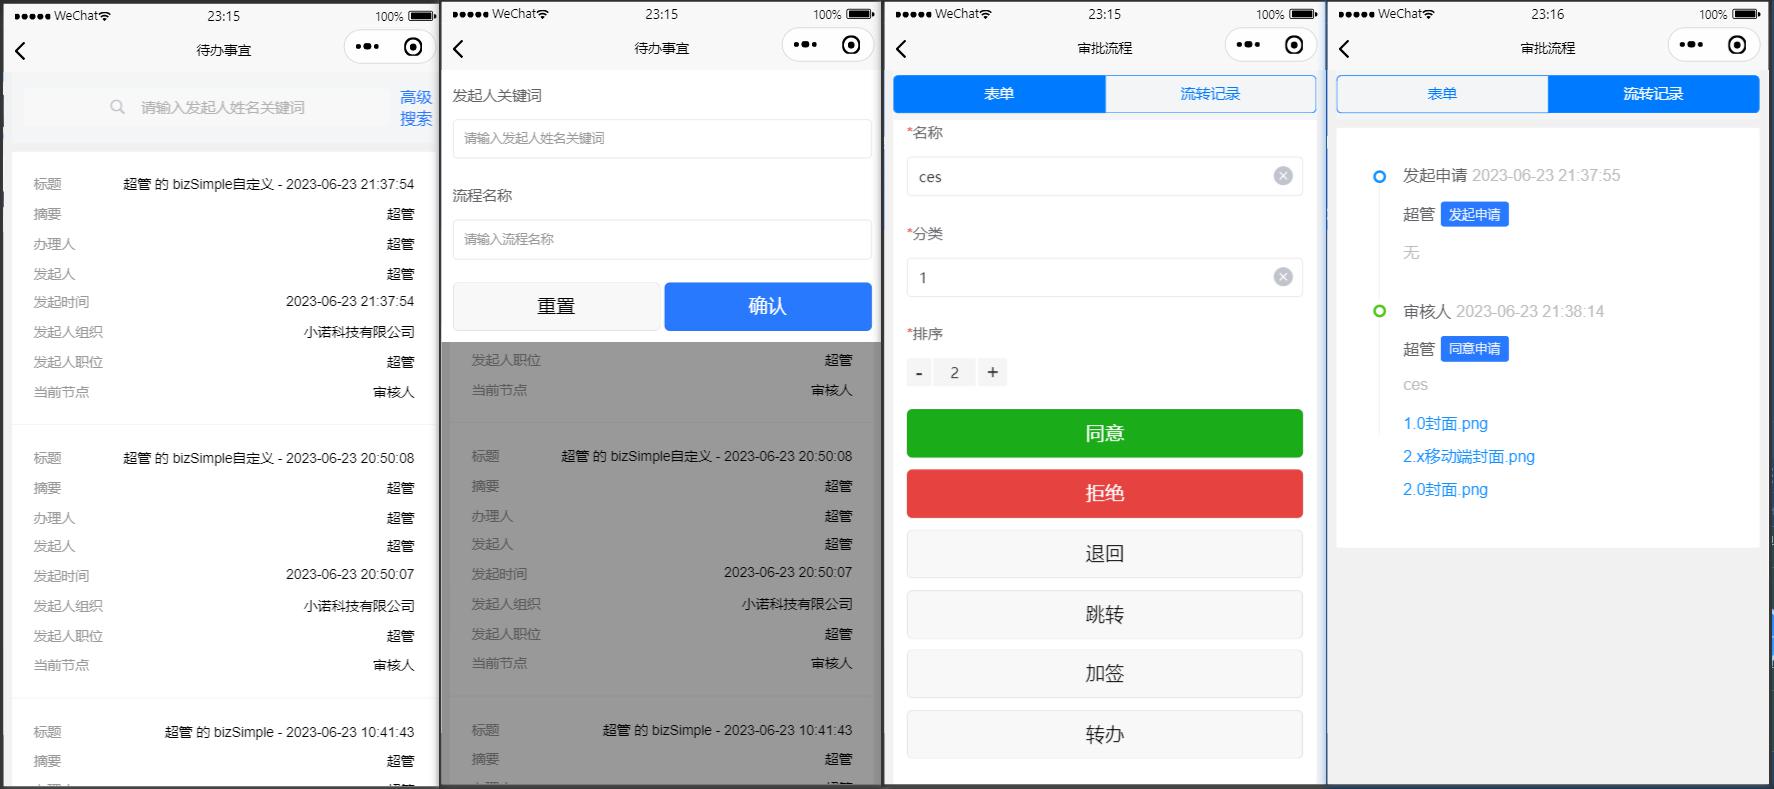 WeChat 23:15 100%
待办事宜
请输入发起人姓名关键词
高级
搜索
标题 超管 的 bizSimple自定义 - 2023-06-23 21:37:54
摘要 超管
办理人 超管
发起人 超管
发起时间 2023-06-23 21:37:54
发起人组织 小诺科技有限公司
发起人职位 超管
当前节点 审核人
标题 超管 的 bizSimple自定义 - 2023-06-23 20:50:08
摘要 超管
办理人 超管
发起人 超管
发起时间 2023-06-23 20:50:07
发起人组织 小诺科技有限公司
发起人职位 超管
当前节点 审核人
标题 超管 的 bizSimple - 2023-06-23 10:41:43
摘要 超管
WeChat 23:15 100%
待办事宜
发起人关键词
请输入发起人姓名关键词
流程名称
请输入流程名称
重置 确认
发起人职位 超管
当前节点 审核人
标题 超管 的 bizSimple自定义 - 2023-06-23 20:50:08
摘要 超管
办理人 超管
发起人 超管
发起时间 2023-06-23 20:50:07
发起人组织 小诺科技有限公司
发起人职位 超管
当前节点 审核人
标题 超管 的 bizSimple - 2023-06-23 10:41:43
摘要 超管
WeChat 23:15 100%
审批流程
表单 流转记录
*名称
ces
*分类
1
*排序
- 2 +
同意
拒绝
退回
跳转
加签
转办
WeChat 23:16 100%
审批流程
表单 流转记录
发起申请 2023-06-23 21:37:55
超管 发起申请
无
审核人 2023-06-23 21:38:14
超管 同意申请
ces
1.0封面.png
2.x移动端封面.png
2.0封面.png